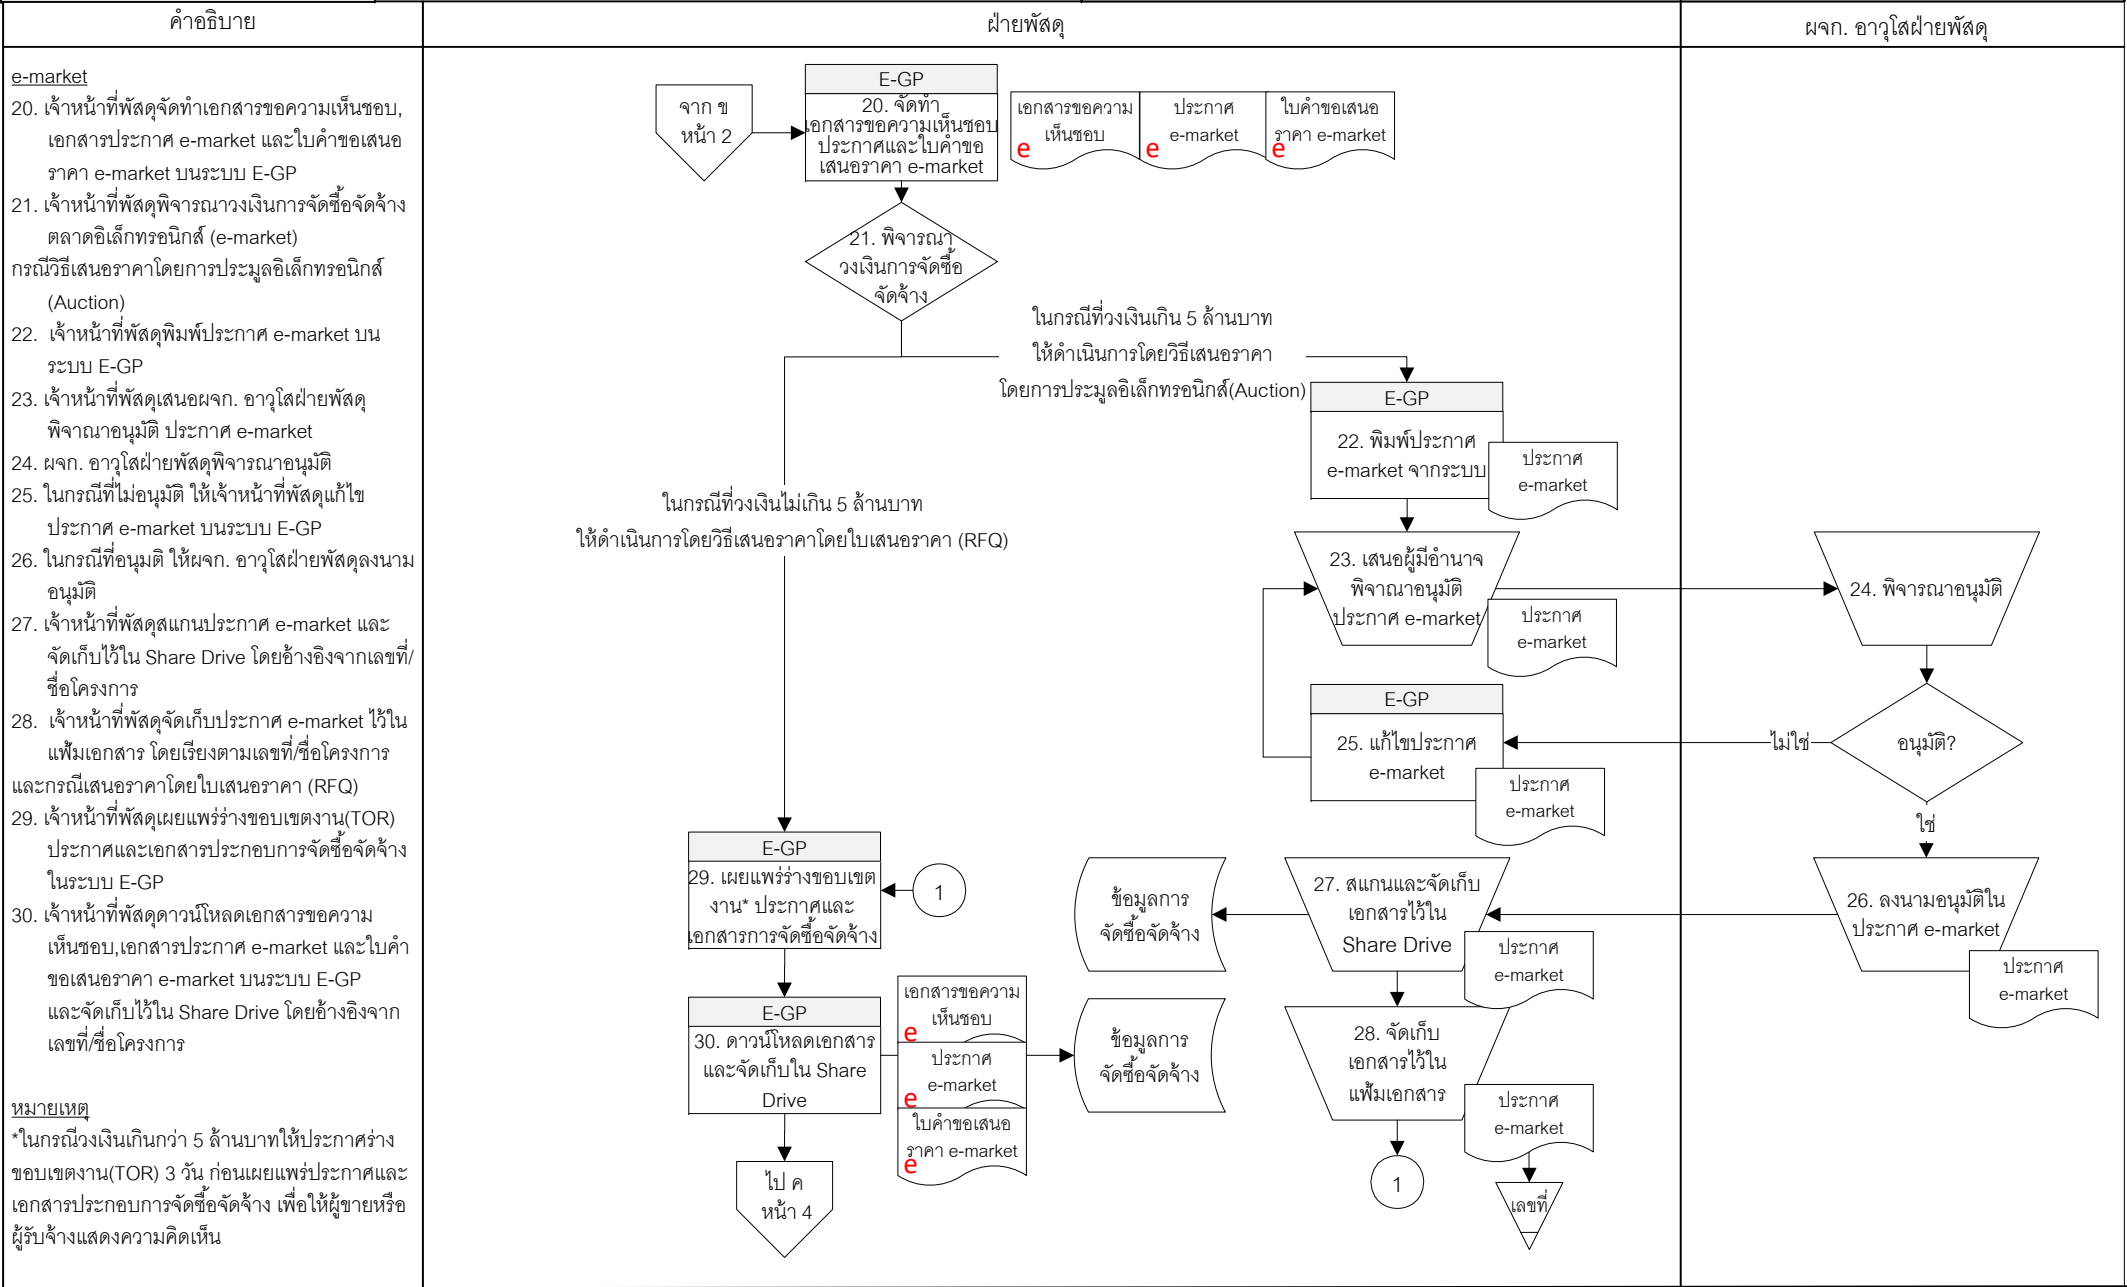 คำอธิบาย
ฝ่ายพัสดุ
ผจก. อาวุโสฝ่ายพัสดุ
e-market
20. เจ้าหน้าที่พัสดุจัดทำเอกสารขอความเห็นชอบ,
เอกสารประกาศ e-market และใบคำขอเสนอ
ราคา e-market บนระบบ E-GP
21. เจ้าหน้าที่พัสดุพิจารณาวงเงินการจัดซื้อจัดจ้าง
ตลาดอิเล็กทรอนิกส์ (e-market)
กรณีวิธีเสนอราคาโดยการประมูลอิเล็กทรอนิกส์
(Auction)
22. เจ้าหน้าที่พัสดุพิมพ์ประกาศ e-market บน
ระบบ E-GP
23. เจ้าหน้าที่พัสดุเสนอผจก. อาวุโสฝ่ายพัสดุ
พิจาณาอนุมัติ ประกาศ e-market
24. ผจก. อาวุโสฝ่ายพัสดุพิจารณาอนุมัติ
25. ในกรณีที่ไม่อนุมัติ ให้เจ้าหน้าที่พัสดุแก้ไข
ประกาศ e-market บนระบบ E-GP
26. ในกรณีที่อนุมติ ให้ผจก. อาวุโสฝ่ายพัสดุลงนาม
อนุมัติ
27. เจ้าหน้าที่พัสดุสแกนประกาศ e-market และ
จัดเก็บไว้ใน Share Drive โดยอ้างอิงจากเลขที่/
ชื่อโครงการ
28. เจ้าหน้าที่พัสดุจัดเก็บประกาศ e-market ไว้ใน
แฟ้มเอกสาร โดยเรียงตามเลขที่/ชื่อโครงการ
และกรณีเสนอราคาโดยใบเสนอราคา (RFQ)
29. เจ้าหน้าที่พัสดุเผยแพร่ร่างขอบเขตงาน(TOR)
ประกาศและเอกสารประกอบการจัดซื้อจัดจ้าง
ในระบบ E-GP
30. เจ้าหน้าที่พัสดุดาวน์โหลดเอกสารขอความ
เห็นชอบ,เอกสารประกาศ e-market และใบคำ
ขอเสนอราคา e-market บนระบบ E-GP
และจัดเก็บไว้ใน Share Drive โดยอ้างอิงจาก
เลขที่/ชื่อโครงการ
หมายเหตุ
*ในกรณีวงเงินเกินกว่า 5 ล้านบาทให้ประกาศร่าง
ขอบเขตงาน(TOR) 3 วัน ก่อนเผยแพร่ประกาศและ
เอกสารประกอบการจัดซื้อจัดจ้าง เพื่อให้ผู้ขายหรือ
ผู้รับจ้างแสดงความคิดเห็น
จาก ข
หน้า 2
E-GP
20. จัดทำ
เอกสารขอความเห็นชอบ
ประกาศและใบคำขอ
เสนอราคา e-market
เอกสารขอความ
เห็นชอบ
e
ประกาศ
e-market
e
ใบคำขอเสนอ
ราคา e-market
e
21. พิจารณา
วงเงินการจัดซื้อ
จัดจ้าง
ในกรณีที่วงเงินเกิน 5 ล้านบาท
ให้ดำเนินการโดยวิธีเสนอราคา
โดยการประมูลอิเล็กทรอนิกส์(Auction)
E-GP
22. พิมพ์ประกาศ
e-market จากระบบ
ประกาศ
e-market
ในกรณีที่วงเงินไม่เกิน 5 ล้านบาท
ให้ดำเนินการโดยวิธีเสนอราคาโดยใบเสนอราคา (RFQ)
23. เสนอผู้มีอำนาจ
พิจาณาอนุมัติ
ประกาศ e-market
ประกาศ
e-market
24. พิจารณาอนุมัติ
E-GP
25. แก้ไขประกาศ
e-market
ประกาศ
e-market
ไม่ใช่
อนุมัติ?
ใช่
E-GP
29. เผยแพร่ร่างขอบเขต
งาน* ประกาศและ
เอกสารการจัดซื้อจัดจ้าง
1
ข้อมูลการ
จัดซื้อจัดจ้าง
27. สแกนและจัดเก็บ
เอกสารไว้ใน
Share Drive
ประกาศ
e-market
26. ลงนามอนุมัติใน
ประกาศ e-market
ประกาศ
e-market
E-GP
30. ดาวน์โหลดเอกสาร
และจัดเก็บใน Share
Drive
เอกสารขอความ
เห็นชอบ
e
ประกาศ
e-market
e
ใบคำขอเสนอ
ราคา e-market
e
ข้อมูลการ
จัดซื้อจัดจ้าง
28. จัดเก็บ
เอกสารไว้ใน
แฟ้มเอกสาร
ประกาศ
e-market
ไป ค
หน้า 4
1
เลขที่